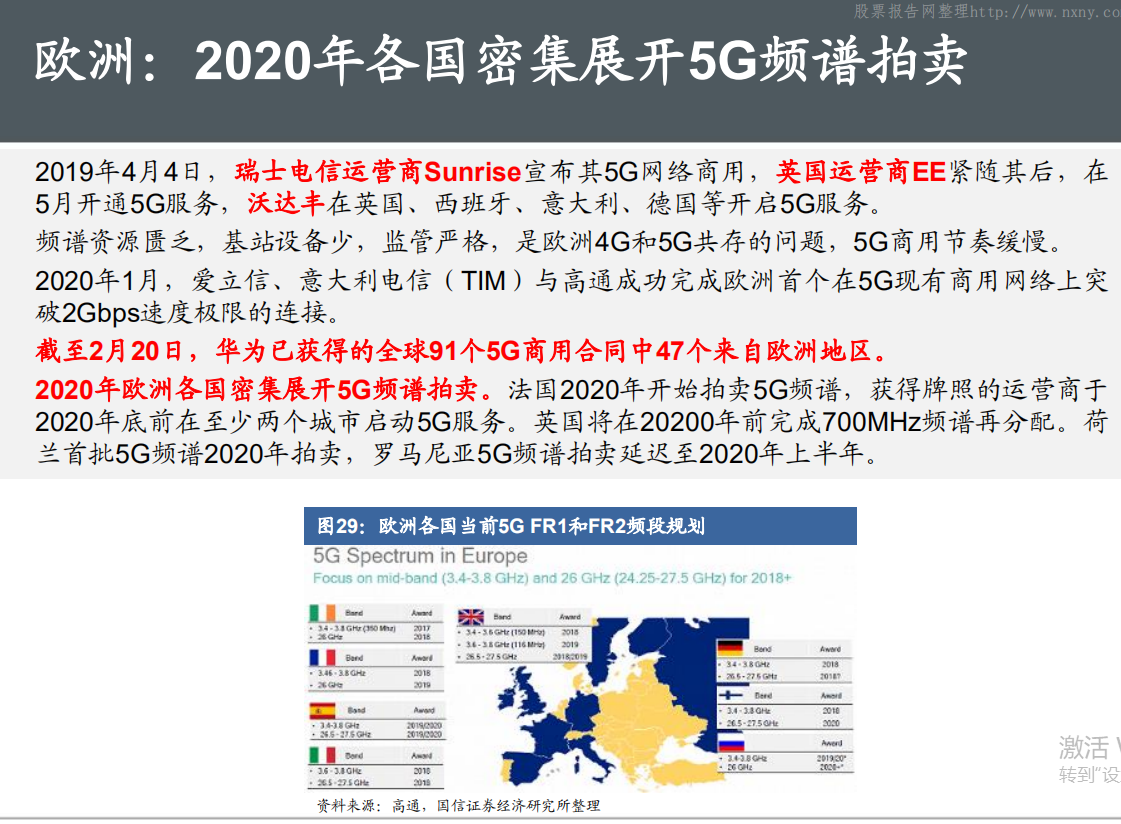 股票报告网整理http://www.nxny.co
欧洲：2020年各国密集展开5G频谱拍卖
2019年4月4日，瑞士电信运营商Sunrise宣布其5G网络商用，英国运营商EE紧随其后，在
5月开通5G服务，沃达丰在英国、西班牙、意大利、德国等开启5G服务。
频谱资源匮乏，基站设备少，监管严格，是欧洲4G和5G共存的问题，5G商用节奏缓慢。
2020年1月，爱立信、意大利电信（TIM）与高通成功完成欧洲首个在5G现有商用网络上突
破2Gbps速度极限的连接。
截至2月20日，华为已获得的全球91个5G商用合同中47个来自欧洲地区。
2020年欧洲各国密集展开5G频谱拍卖。法国2020年开始拍卖5G频谱，获得牌照的运营商于
2020年底前在至少两个城市启动5G服务。英国将在20200年前完成700MHz频谱再分配。荷
兰首批5G频谱2020年拍卖，罗马尼亚5G频谱拍卖延迟至2020年上半年。
图29：欧洲各国当前5G FR1和FR2频段规划
5G Spectrum in Europe
Focus on mid-band (3.4-3.8 GHz) and 26 GHz (24.25-27.5 GHz) for 2018+
Band Award
• 3.4 - 3.8 GHz (350 Mhz) 2017
• 26 GHz 2018
Band Award
• 3.46 - 3.8 GHz 2018
• 26 GHz 2019
Band Award
• 3.4-3.8 GHz 2019/2020
• 26.5 - 27.5 GHz 2019/2020
Band Award
• 3.6 - 3.8 GHz 2018
• 26.5 - 27.5 GHz 2018
Band Award
• 3.4 - 3.6 GHz (150 MHz) 2018
• 3.6 - 3.8 GHz (116 MHz) 2019
• 26.5 - 27.5 GHz 2018/2019
Band Award
• 3.4 - 3.8 GHz 2018
• 26.5 - 27.5 GHz 2018?
Band Award
• 3.4 - 3.8 GHz 2018
• 26.5 - 27.5 GHz 2020
Award
• 3.4-3.8 GHz 2019/20*
• 26 GHz 2020+*
资料来源：高通，国信证券经济研究所整理
激活
转到“设